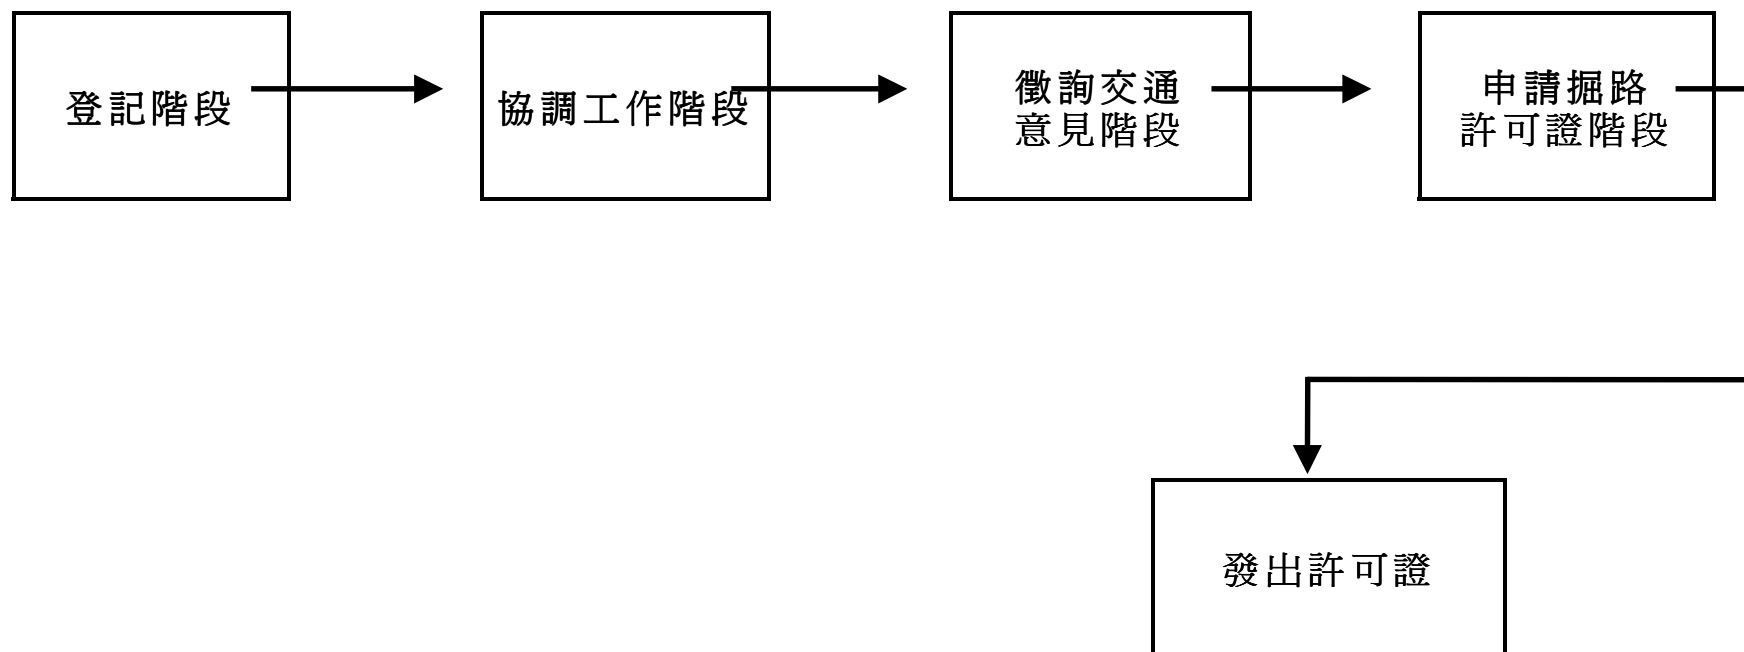 登記階段
協調工作階段
徵詢交通
意見階段
申請掘路
許可證階段
發出許可證